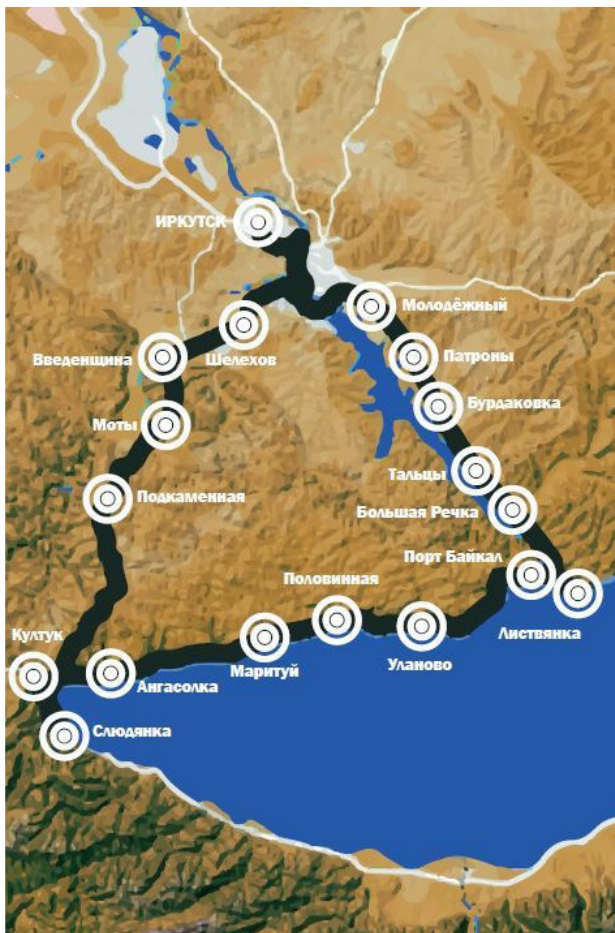 ИРКУТСК
Молодёжный
Шелехов
Введенщина
Патроны
Бурдаковка
Моты
Тальцы
Подкаменная
Большая Речка
Порт Байкал
Половинная
Листвянка
Култук
Маритуй
Уланово
Ангасолка
Слюдянка